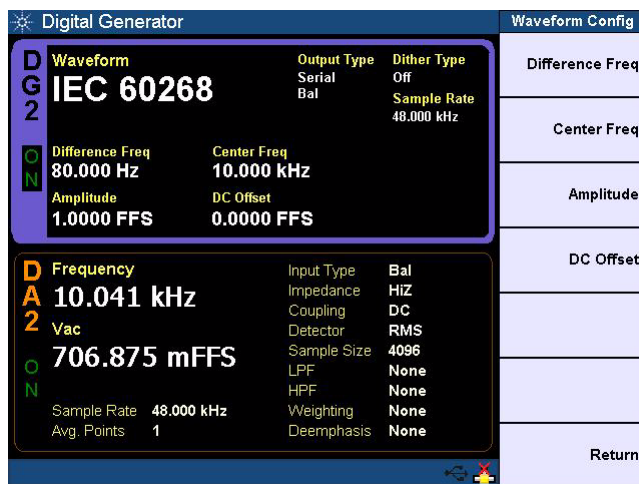 Digital Generator
Waveform Config
DG2
ON
Waveform
IEC 60268
Output Type
Serial
Bal
Dither Type
Off
Sample Rate
48.000 kHz
Difference Freq
80.000 Hz
Center Freq
10.000 kHz
Amplitude
1.0000 FFS
DC Offset
0.0000 FFS
DA2
ON
Frequency
10.041 kHz
Vac
706.875 mFFS
Sample Rate 48.000 kHz
Avg. Points 1
Input Type Bal
Impedance HiZ
Coupling DC
Detector RMS
Sample Size 4096
LPF None
HPF None
Weighting None
Deemphasis None
Difference Freq
Center Freq
Amplitude
DC Offset
Return